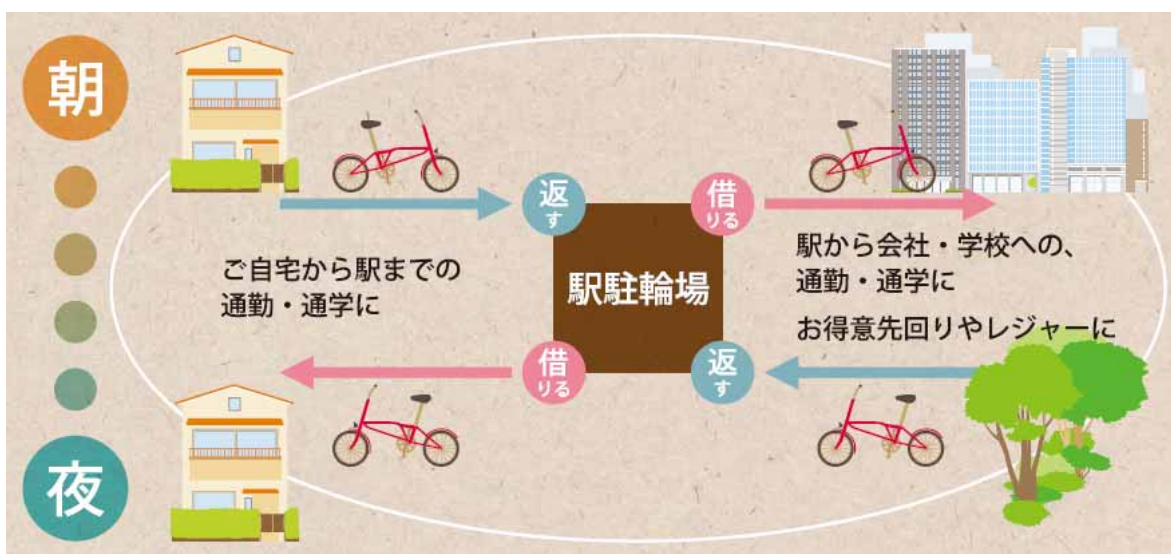 朝
返す
借りる
駅駐輪場
ご自宅から駅までの
通勤・通学に
駅から会社・学校への、
通勤・通学に
お得意先回りやレジャーに
借りる
返す
夜